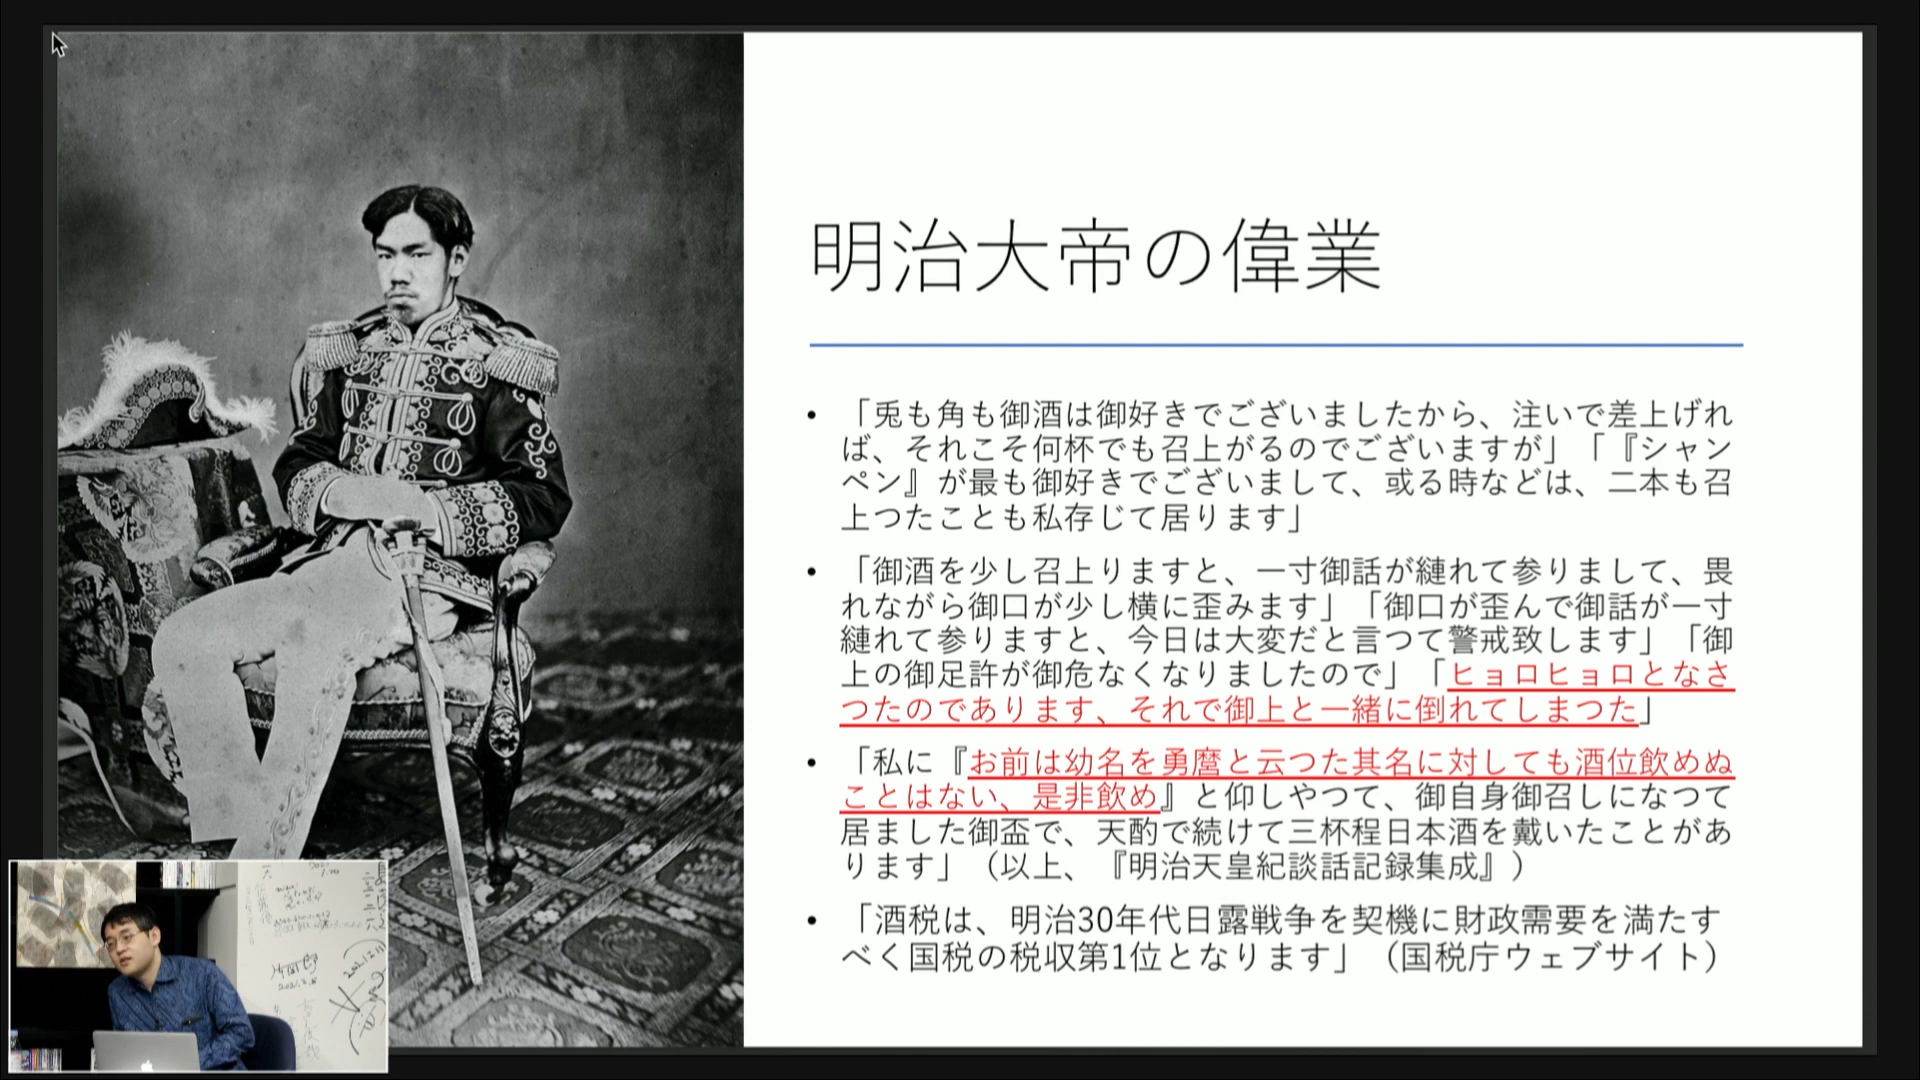 明治大帝の偉業
• 「兎も角も御酒は御好きでございましたから、注いで差上げれ
ば、それこそ何杯でも召上がるのでございますが」「『シャン
ペン』が最も御好きでございまして、或る時などは、二本も召
上つたことも私存じて居ります」
• 「御酒を少し召上りますと、一寸御話が縺れて参りまして、畏
れながら御口が少し横に歪みます」「御口が歪んで御話が一寸
縺れて参りますと、今日は大変だと言つて警戒致します」「御
上の御足許が御危なくなりましたので」「ヒョロヒョロとなさ
つたのであります、それで御上と一緒に倒れてしまつた」
• 「私に『お前は幼名を勇麿と云つた其名に対しても酒位飲めぬ
ことはない、是非飲め』と仰しやつて、御自身御召しになつて
居ました御盃で、天酌で続けて三杯程日本酒を戴いたことがあ
ります」（以上、『明治天皇紀談話記録集成』）
• 「酒税は、明治30年代日露戦争を契機に財政需要を満たす
べく国税の税収第1位となります」（国税庁ウェブサイト）